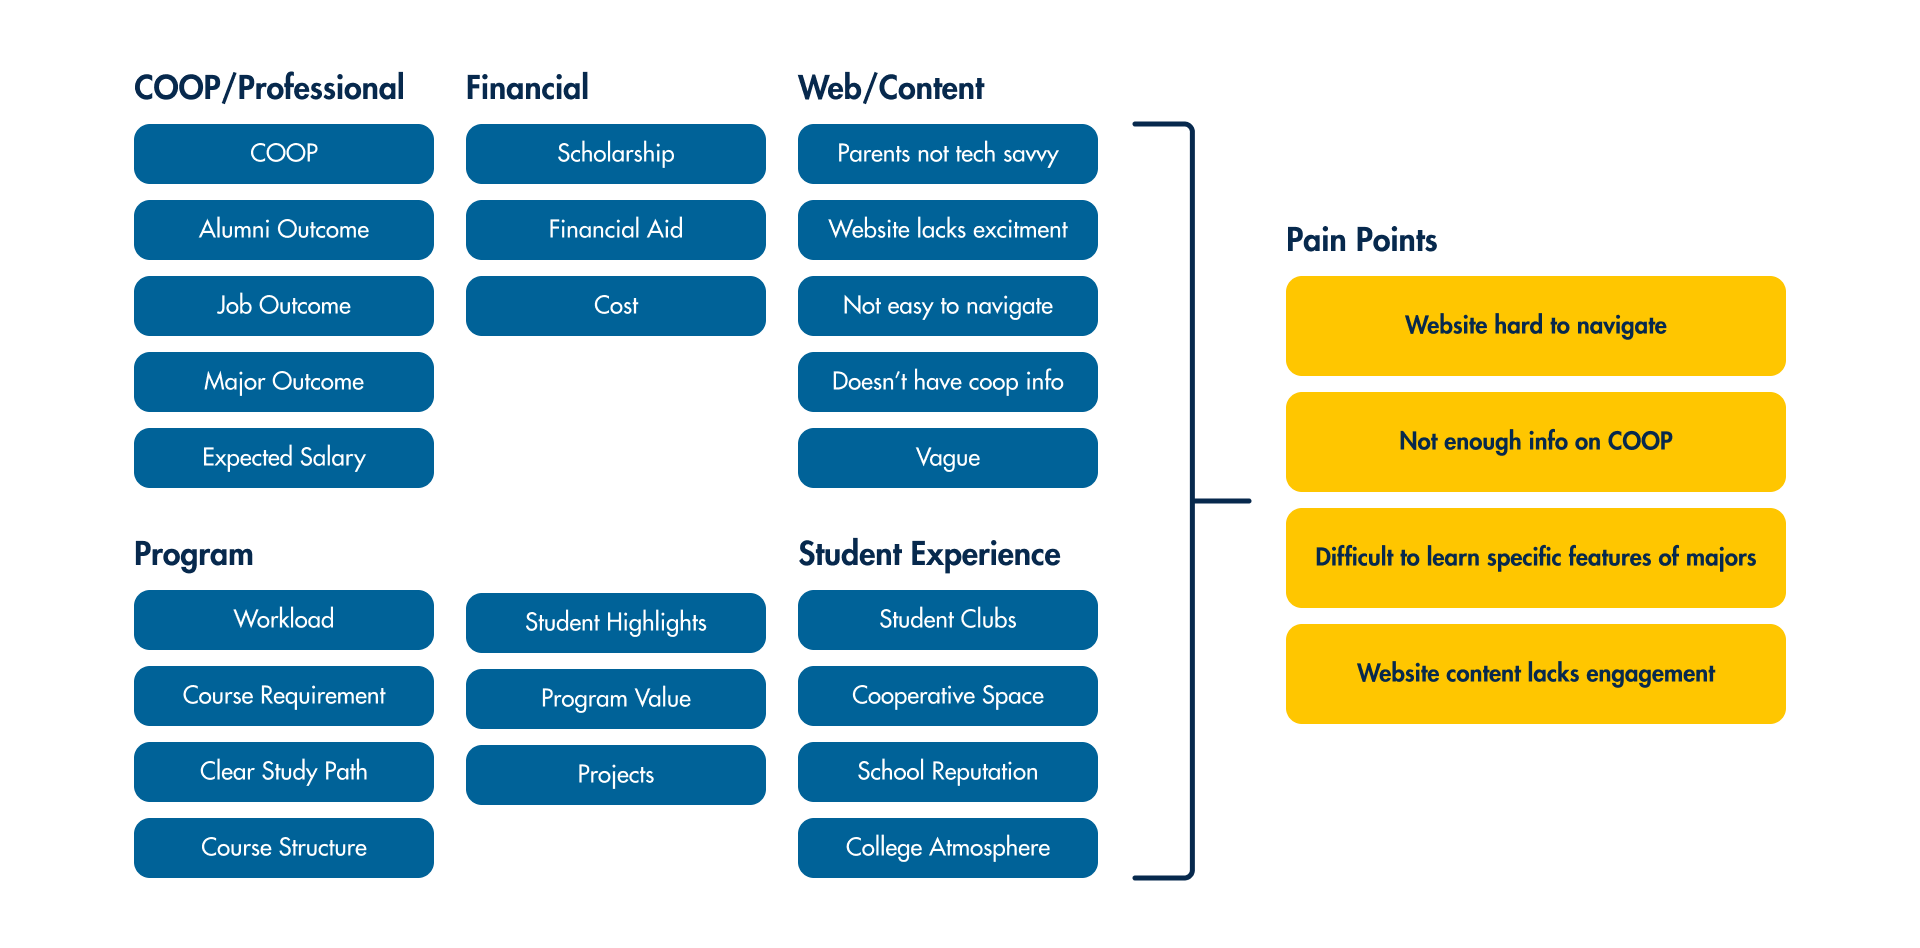 COOP/Professional
COOP
Alumni Outcome
Job Outcome
Major Outcome
Expected Salary
Financial
Scholarship
Financial Aid
Cost
Web/Content
Parents not tech savvy
Website lacks excitment
Not easy to navigate
Doesn’t have coop info
Vague
Program
Workload
Course Requirement
Clear Study Path
Course Structure
Student Highlights
Program Value
Projects
Student Experience
Student Clubs
Cooperative Space
School Reputation
College Atmosphere
Pain Points
Website hard to navigate
Not enough info on COOP
Difficult to learn specific features of majors
Website content lacks engagement